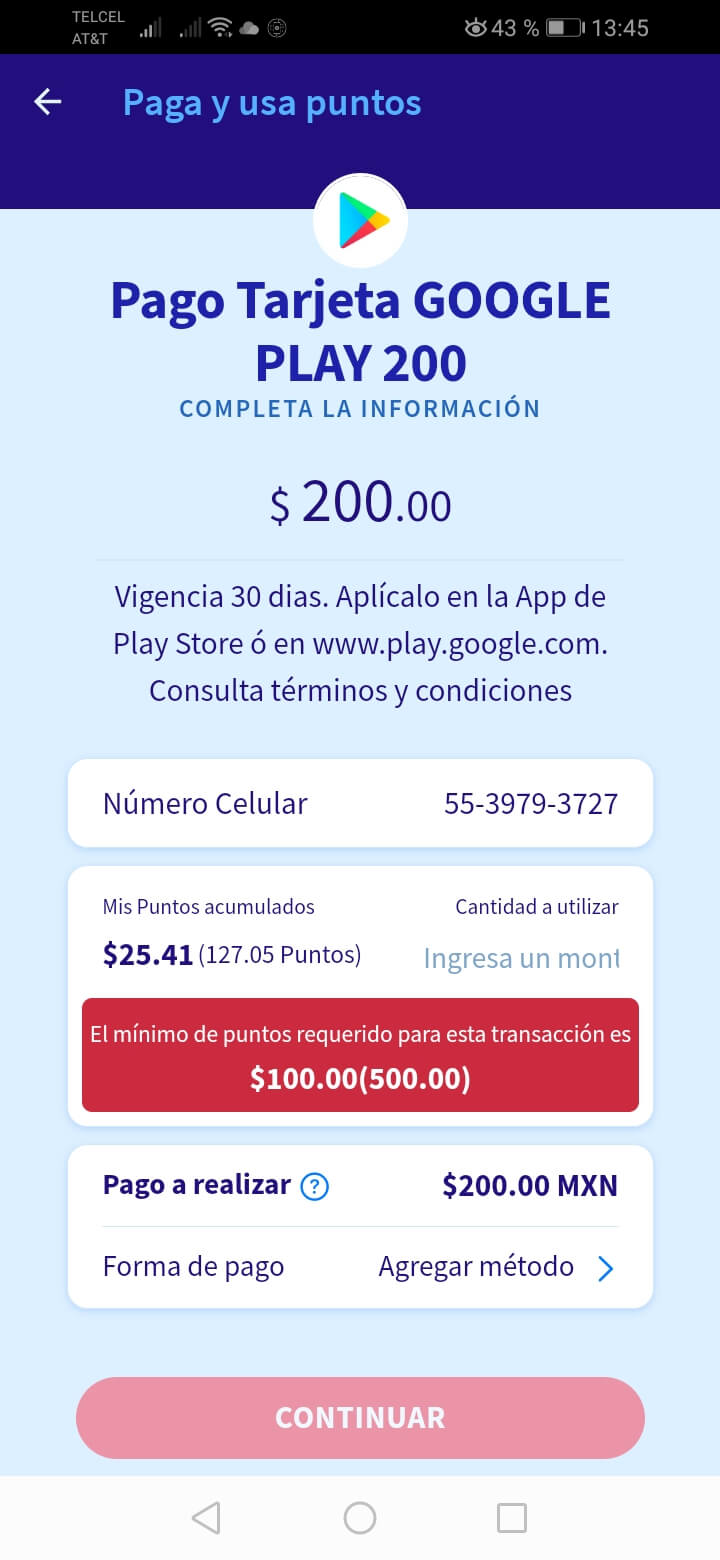 TELCEL
AT&T
43 %
13:45
Paga y usa puntos
Pago Tarjeta GOOGLE
PLAY 200
COMPLETA LA INFORMACIÓN
$ 200.00
Vigencia 30 dias. Aplícalo en la App de
Play Store ó en www.play.google.com.
Consulta términos y condiciones
Número Celular 55-3979-3727
Mis Puntos acumulados Cantidad a utilizar
$25.41 (127.05 Puntos) Ingresa un mont
El mínimo de puntos requerido para esta transacción es
$100.00(500.00)
Pago a realizar ? $200.00 MXN
Forma de pago Agregar método
CONTINUAR